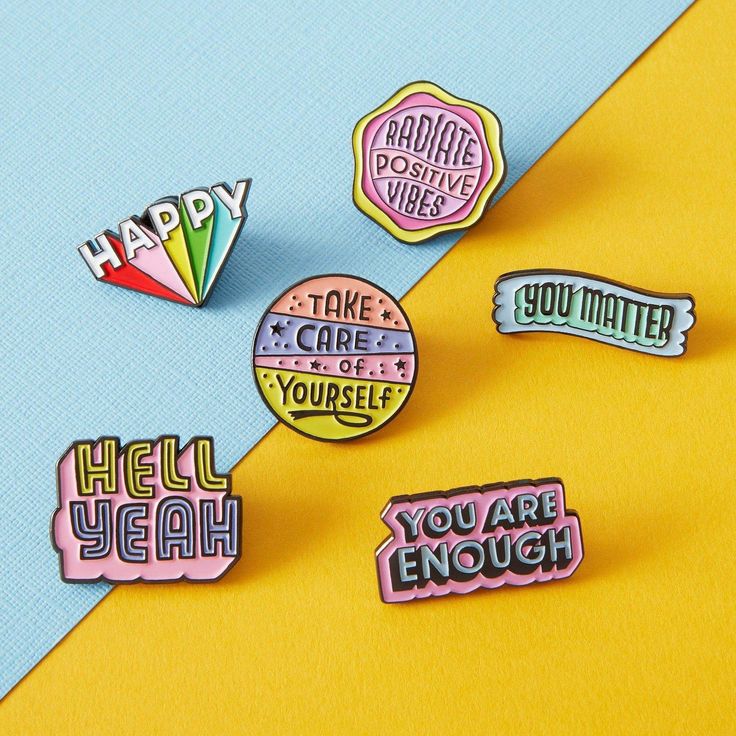 RADIATE
POSITIVE
VIBES
HAPPY
YOU MATTER
TAKE
CARE
OF
YOURSELF
HELL
YEAH
YOU ARE
ENOUGH